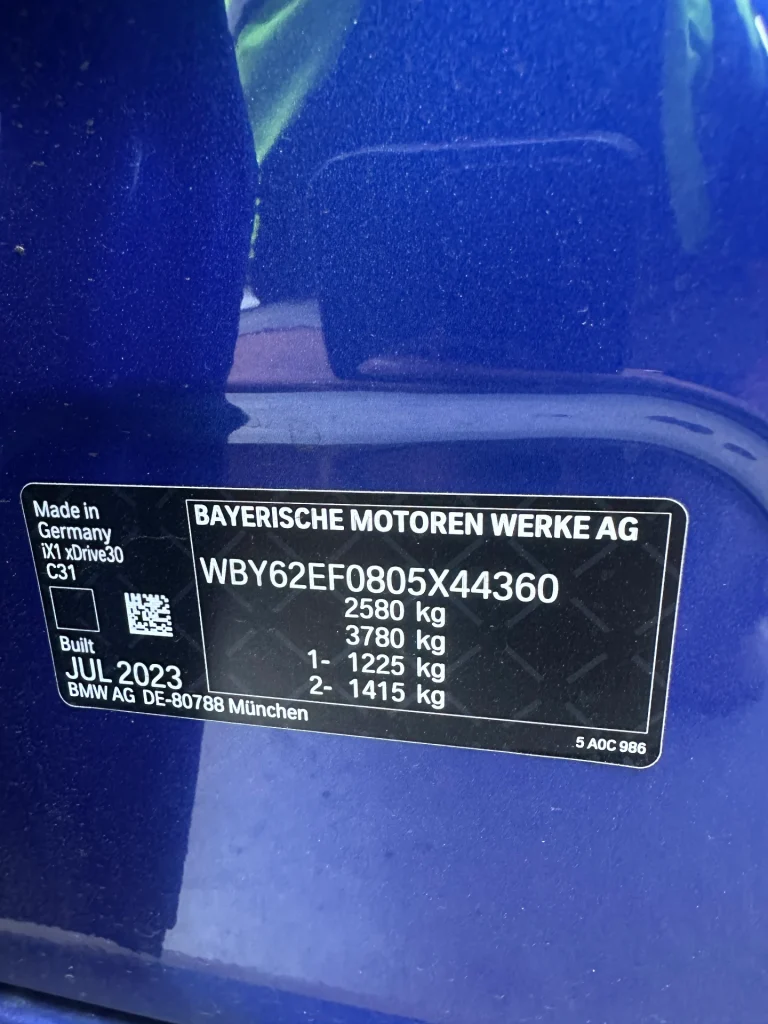 Made in
Germany
iX1 xDrive30
C31
Built
JUL 2023
BMW AG DE-80788 München
BAYERISCHE MOTOREN WERKE AG
WBY62EF0805X44360
2580 kg
3780 kg
1- 1225 kg
2- 1415 kg
5 A0C 986